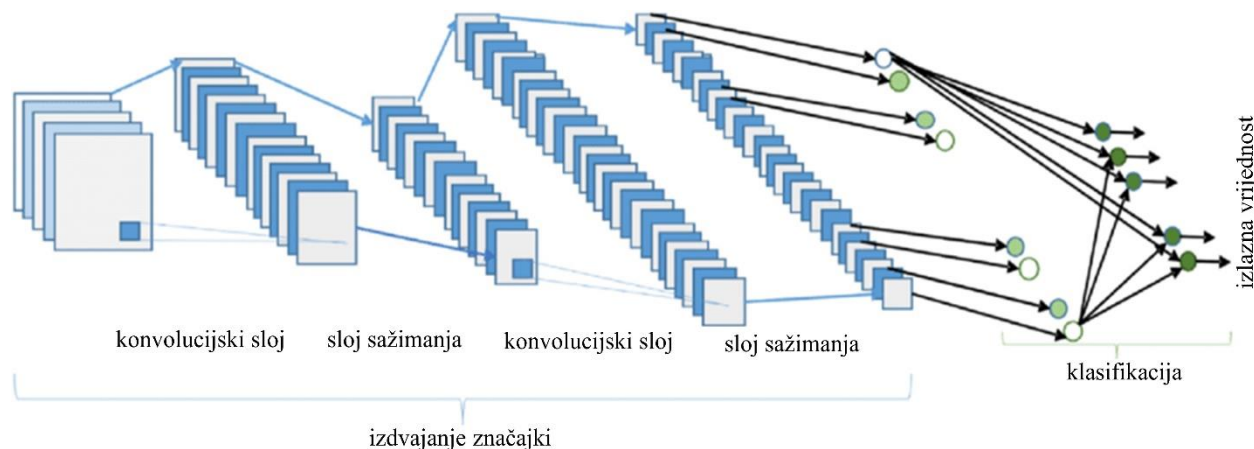 konvolucijski sloj
sloj sažimanja
konvolucijski sloj
sloj sažimanja
izdvajanje značajki
klasifikacija
izlazna vrijednost